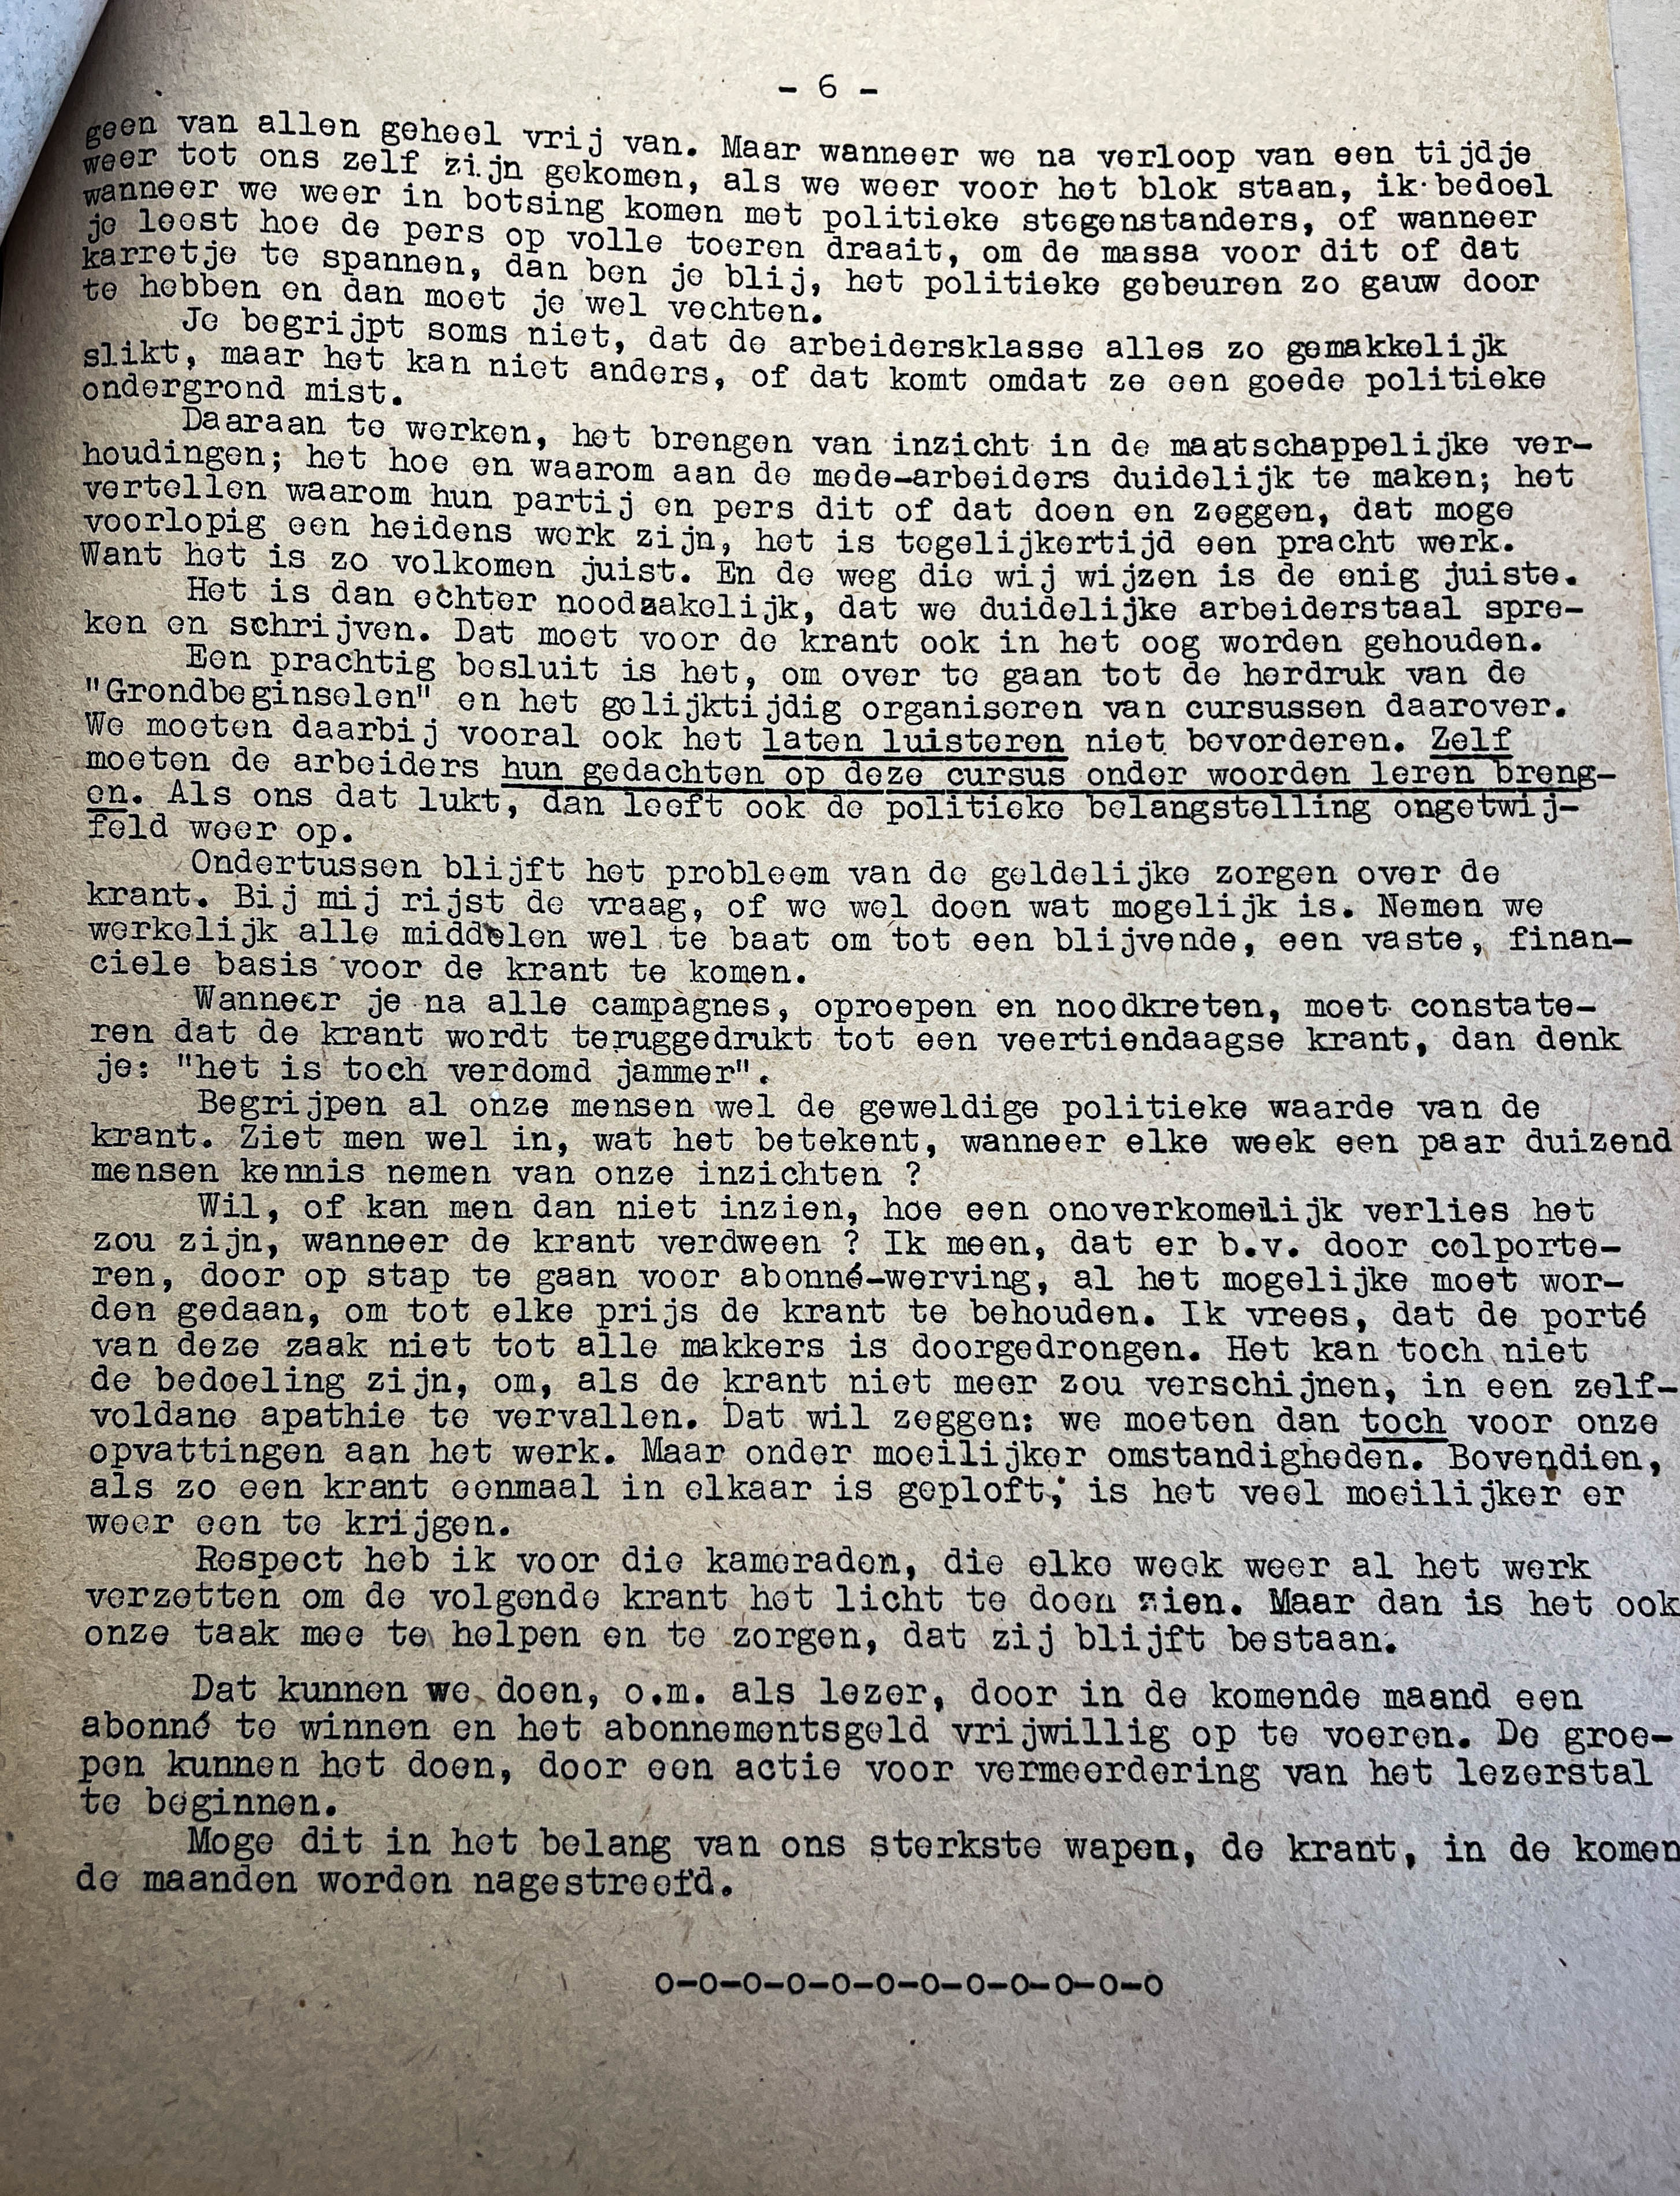 - 6 -
geen van allen geheel vrij van. Maar wanneer we na verloop van een tijdje
weer tot ons zelf zijn gekomen, als we weer voor het blok staan, ik bedoel
wanneer we weer in botsing komen met politieke stegenstanders, of wanneer
je leest hoe de pers op volle toeren draait, om de massa voor dit of dat
karretje te spannen, dan ben je blij, het politieke gebeuren zo gauw door
te hebben en dan moet je wel vechten.
Je begrijpt soms niet, dat de arbeidersklasse alles zo gemakkelijk
slikt, maar het kan niet anders, of dat komt omdat ze een goede politieke
ondergrond mist.
Daaraan te werken, het brengen van inzicht in de maatschappelijke ver-
houdingen; het hoe en waarom aan de mede-arbeiders duidelijk te maken; het
vertellen waarom hun partij en pers dit of dat doen en zeggen, dat moge
voorlopig een heidens werk zijn, het is tegelijkertijd een pracht werk.
Want het is zo volkomen juist. En de weg die wij wijzen is de enig juiste.
Het is dan echter noodzakelijk, dat we duidelijke arbeiderstaal spre-
ken en schrijven. Dat moet voor de krant ook in het oog worden gehouden.
Een prachtig besluit is het, om over te gaan tot de herdruk van de
"Grondbeginselen" en het gelijktijdig organiseren van cursussen daarover.
We moeten daarbij vooral ook het laten luisteren niet bevorderen. Zelf
moeten de arbeiders hun gedachten op deze cursus onder woorden leren breng-
en. Als ons dat lukt, dan leeft ook de politieke belangstelling ongetwij-
feld weer op.
Ondertussen blijft het probleem van de geldelijke zorgen over de
krant. Bij mij rijst de vraag, of we wel doen wat mogelijk is. Nemen we
werkelijk alle middelen wel te baat om tot een blijvende, een vaste, finan-
ciele basis voor de krant te komen.
Wanneer je na alle campagnes, oproepen en noodkreten, moet constate-
ren dat de krant wordt teruggedrukt tot een veertiendaagse krant, dan denk
je: "het is toch verdomd jammer".
Begrijpen al onze mensen wel de geweldige politieke waarde van de
krant. Ziet men wel in, wat het betekent, wanneer elke week een paar duizend
mensen kennis nemen van onze inzichten ?
Wil, of kan men dan niet inzien, hoe een onoverkomelijk verlies het
zou zijn, wanneer de krant verdween ? Ik meen, dat er b.v. door colporte-
ren, door op stap te gaan voor abonné-werving, al het mogelijke moet wor-
den gedaan, om tot elke prijs de krant te behouden. Ik vrees, dat de porté
van deze zaak niet tot alle makkers is doorgedrongen. Het kan toch niet
de bedoeling zijn, om, als de krant niet meer zou verschijnen, in een zelf-
voldane apathie te vervallen. Dat wil zeggen: we moeten dan toch voor onze
opvattingen aan het werk. Maar onder moeilijker omstandigheden. Bovendien,
als zo een krant eenmaal in elkaar is geploft, is het veel moeilijker er
weer een te krijgen.
Respect heb ik voor die kameraden, die elke week weer al het werk
verzetten om de volgende krant het licht te doen zien. Maar dan is het ook
onze taak mee te helpen en te zorgen, dat zij blijft bestaan.
Dat kunnen we doen, o.m. als lezer, door in de komende maand een
abonné te winnen en het abonnementsgeld vrijwillig op te voeren. De groe-
pen kunnen het doen, door een actie voor vermeerdering van het lezerstal
te beginnen.
Moge dit in het belang van ons sterkste wapen, de krant, in de komen
de maanden worden nagestreefd.
o-o-o-o-o-o-o-o-o-o-o-o